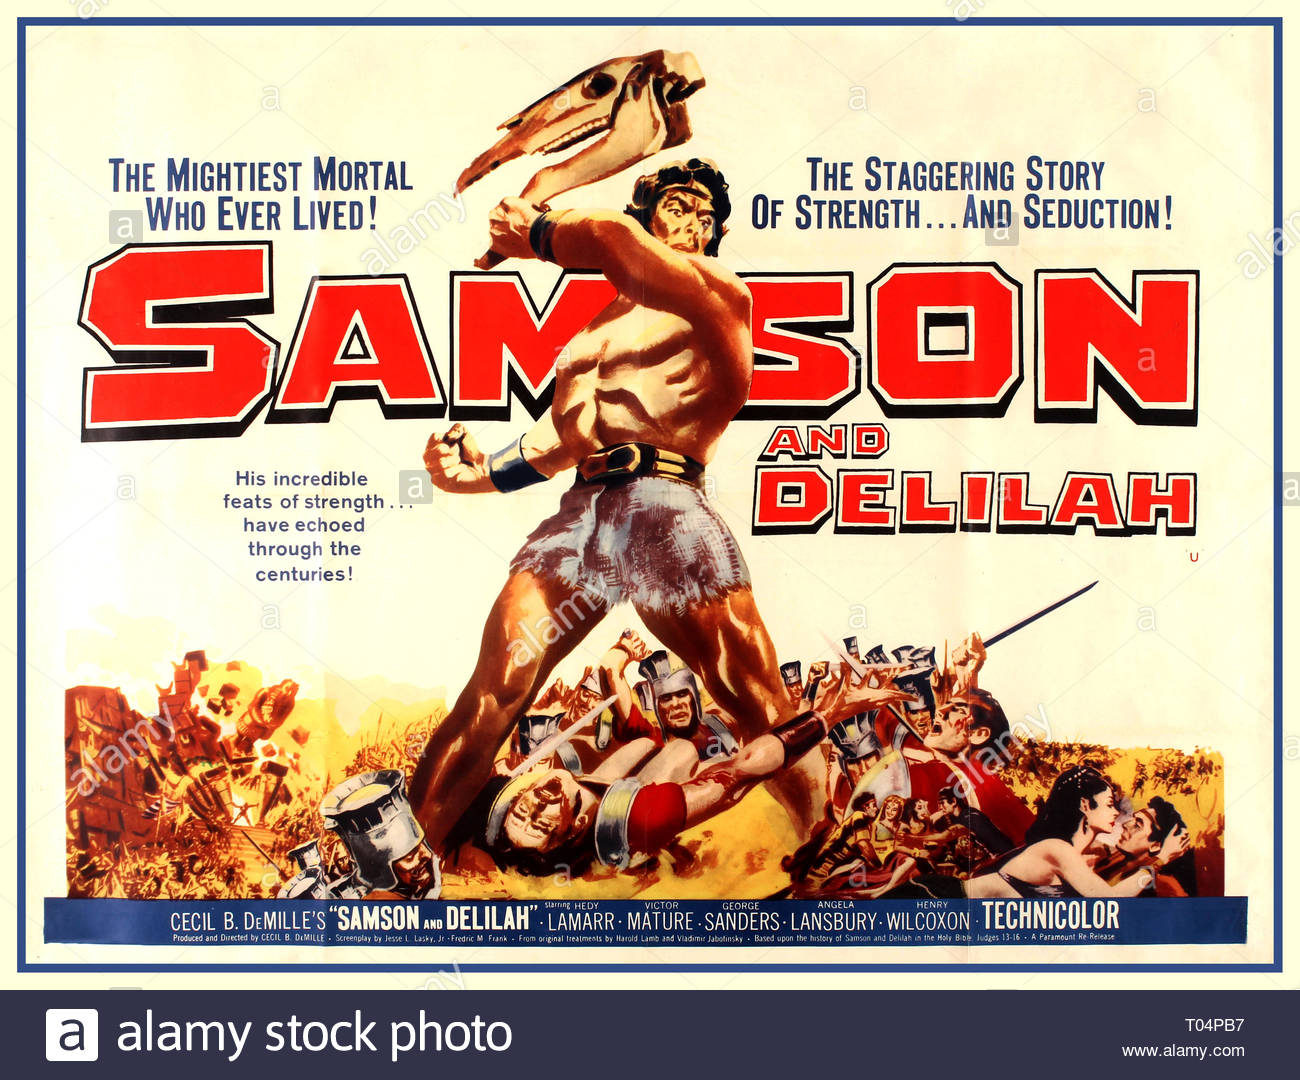 THE MIGHTIEST MORTAL
WHO EVER LIVED!
THE STAGGERING STORY
OF STRENGTH...AND SEDUCTION!
SAMSON
AND
DELILAH
His incredible
feats of strength...
have echoed
through the
centuries!
U
CECIL B. DEMILLE'S "SAMSON AND DELILAH" · starring HEDY LAMARR · VICTOR MATURE · GEORGE SANDERS · ANGELA LANSBURY · HENRY WILCOXON · TECHNICOLOR
Produced and Directed by CECIL B. DEMILLE · Screenplay by Jesse L. Lasky, Jr. · Fredric M. Frank · From original treatments by Harold Lamb and Vladimir Jabotinsky · Based upon the history of Samson and Delilah in the Holy Bible, Judges 13-16 · A Paramount Re-Release
a alamy stock photo
T04PB7
www.alamy.com